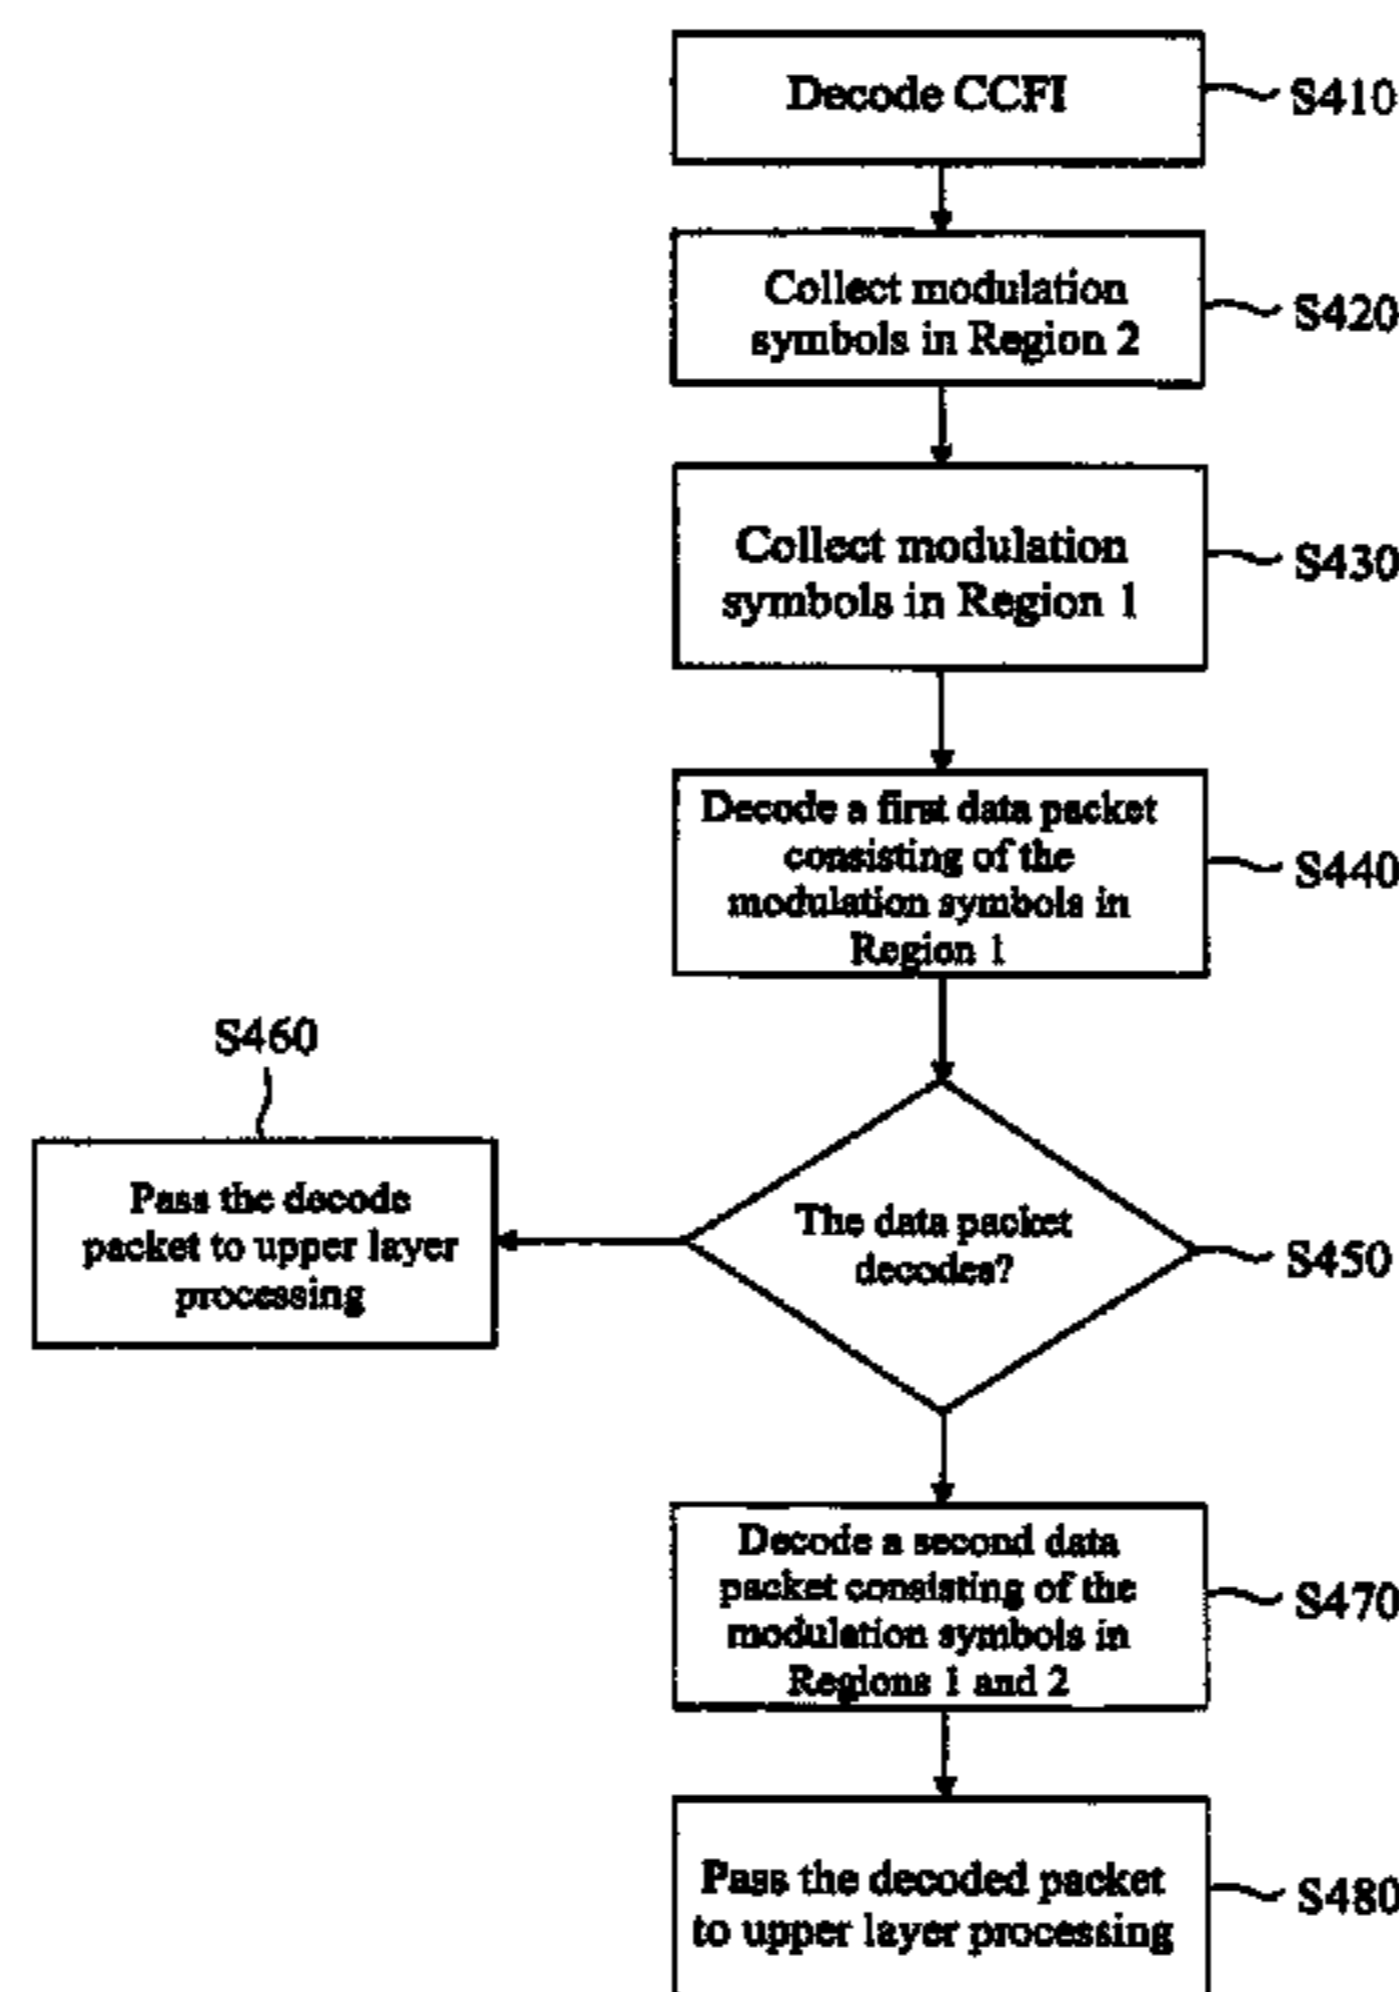 Decode CCFI
S410
Collect modulation
symbols in Region 2
S420
Collect modulation
symbols in Region 1
S430
Decode a first data packet
consisting of the
modulation symbols in
Region 1
S440
S460
Pass the decode
packet to upper layer
processing
The data packet
decodes?
S450
Decode a second data
packet consisting of the
modulation symbols in
Regions 1 and 2
S470
Pass the decoded packet
to upper layer processing
S480